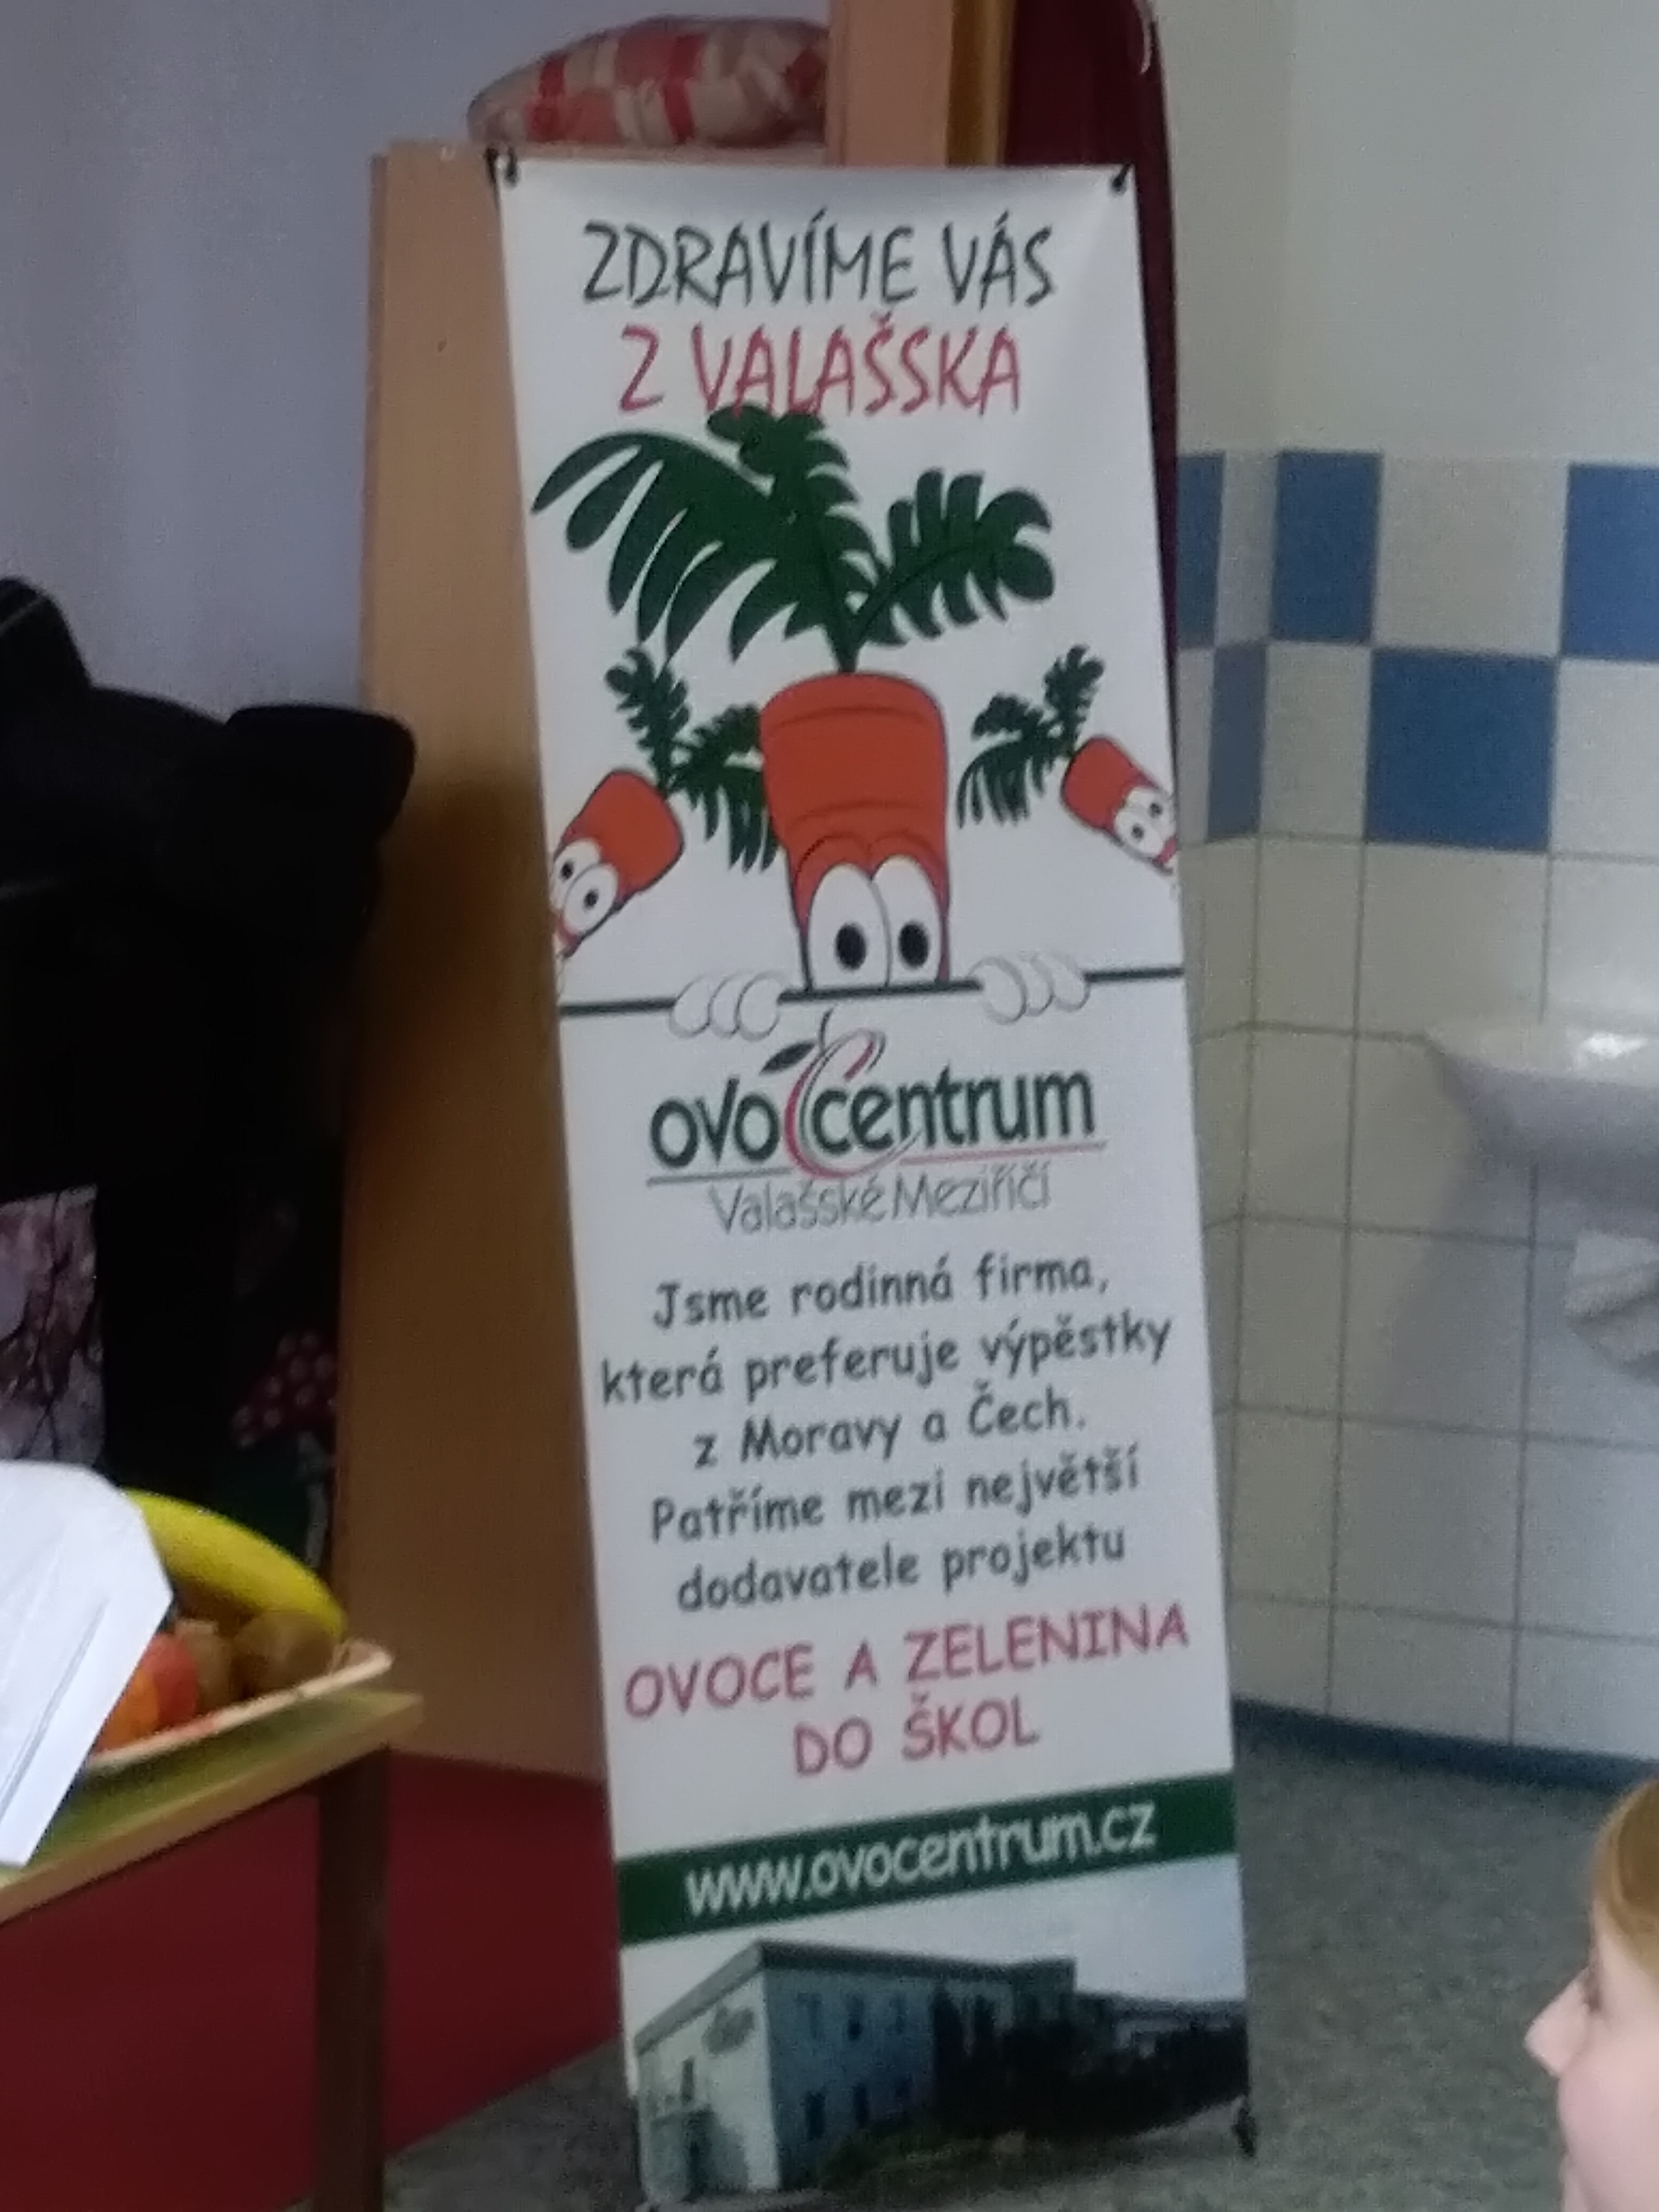 ZDRAVÍME VÁS
Z VALAŠSKA
ovocentrum
Valašské Meziříčí
Jsme rodinná firma,
která preferuje výpěstky
z Moravy a Čech.
Patříme mezi největší
dodavatele projektu
OVOCE A ZELENINA
DO ŠKOL
www.ovocentrum.cz